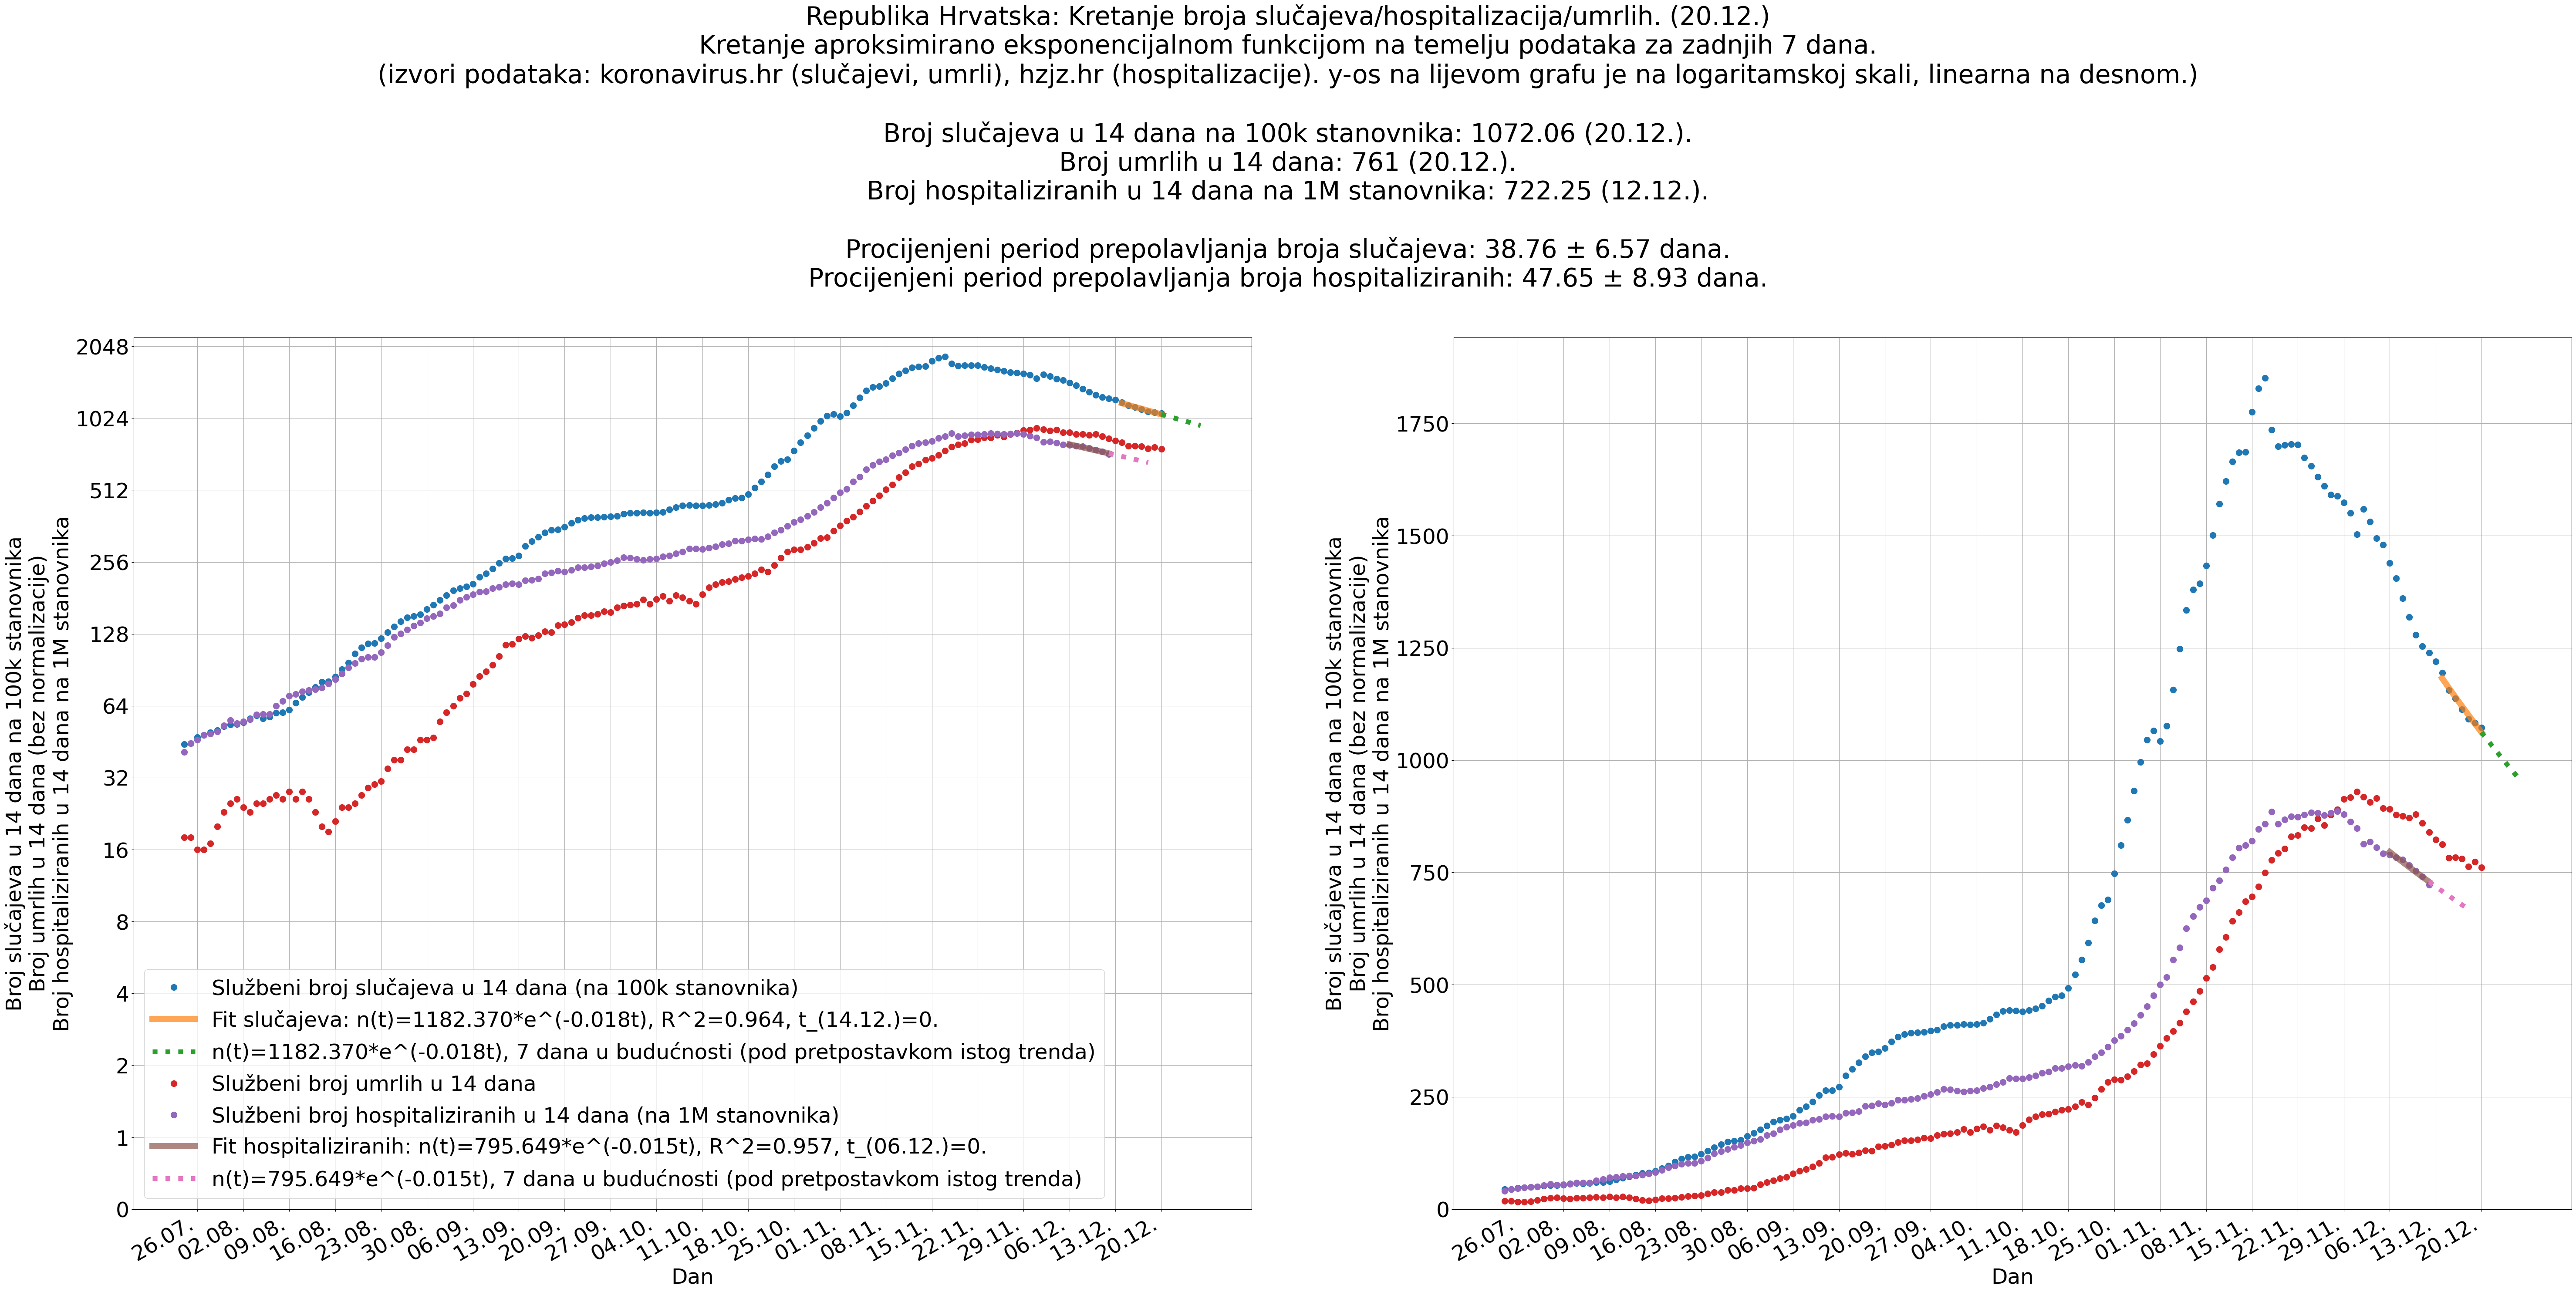 Republika Hrvatska: Kretanje broja slučajeva/hospitalizacija/umrlih. (20.12.)
Kretanje aproksimirano eksponencijalnom funkcijom na temelju podataka za zadnjih 7 dana.
(izvori podataka: koronavirus.hr (slučajevi, umrli), hzjz.hr (hospitalizacije). y-os na lijevom grafu je na logaritamskoj skali, linearna na desnom.)
Broj slučajeva u 14 dana na 100k stanovnika: 1072.06 (20.12.).
Broj umrlih u 14 dana: 761 (20.12.).
Broj hospitaliziranih u 14 dana na 1M stanovnika: 722.25 (12.12.).
Procijenjeni period prepolavljanja broja slučajeva: 38.76 ± 6.57 dana.
Procijenjeni period prepolavljanja broja hospitaliziranih: 47.65 ± 8.93 dana.
Broj slučajeva u 14 dana na 100k stanovnika
Broj umrlih u 14 dana (bez normalizacije)
Broj hospitaliziranih u 14 dana na 1M stanovnika
2048
1024
512
256
128
64
32
16
8
4
2
1
0
Službeni broj slučajeva u 14 dana (na 100k stanovnika)
Fit slučajeva: n(t)=1182.370*e^(-0.018t), R^2=0.964, t_(14.12.)=0.
n(t)=1182.370*e^(-0.018t), 7 dana u budućnosti (pod pretpostavkom istog trenda)
Službeni broj umrlih u 14 dana
Službeni broj hospitaliziranih u 14 dana (na 1M stanovnika)
Fit hospitaliziranih: n(t)=795.649*e^(-0.015t), R^2=0.957, t_(06.12.)=0.
n(t)=795.649*e^(-0.015t), 7 dana u budućnosti (pod pretpostavkom istog trenda)
26.07. 02.08. 09.08. 16.08. 23.08. 30.08. 06.09. 13.09. 20.09. 27.09. 04.10. 11.10. 18.10. 25.10. 01.11. 08.11. 15.11. 22.11. 29.11. 06.12. 13.12. 20.12.
Dan
Broj slučajeva u 14 dana na 100k stanovnika
Broj umrlih u 14 dana (bez normalizacije)
Broj hospitaliziranih u 14 dana na 1M stanovnika
1750
1500
1250
1000
750
500
250
0
26.07. 02.08. 09.08. 16.08. 23.08. 30.08. 06.09. 13.09. 20.09. 27.09. 04.10. 11.10. 18.10. 25.10. 01.11. 08.11. 15.11. 22.11. 29.11. 06.12. 13.12. 20.12.
Dan